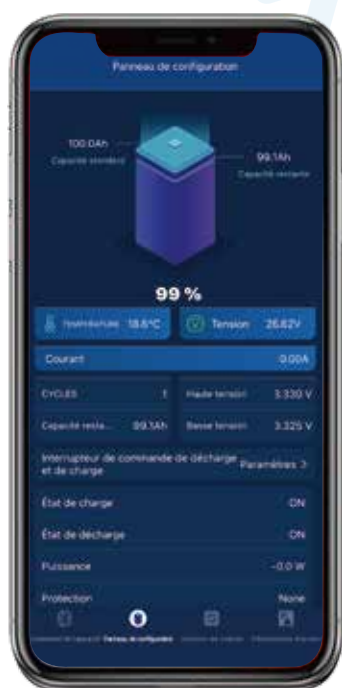 Panneau de configuration
100.0Ah
Capacité standard
99.1Ah
Capacité restante
99 %
Température 18.6°C
Tension 26.62V
Courant 0.00A
CYCLES 1
Haute tension 3.330 V
Capacité resta... 99.1Ah
Basse tension 3.325 V
Interrupteur de commande de décharge
et de charge
Paramètres >
État de charge ON
État de décharge ON
Puissance -0.0 W
Protection None
Panneau de configuration